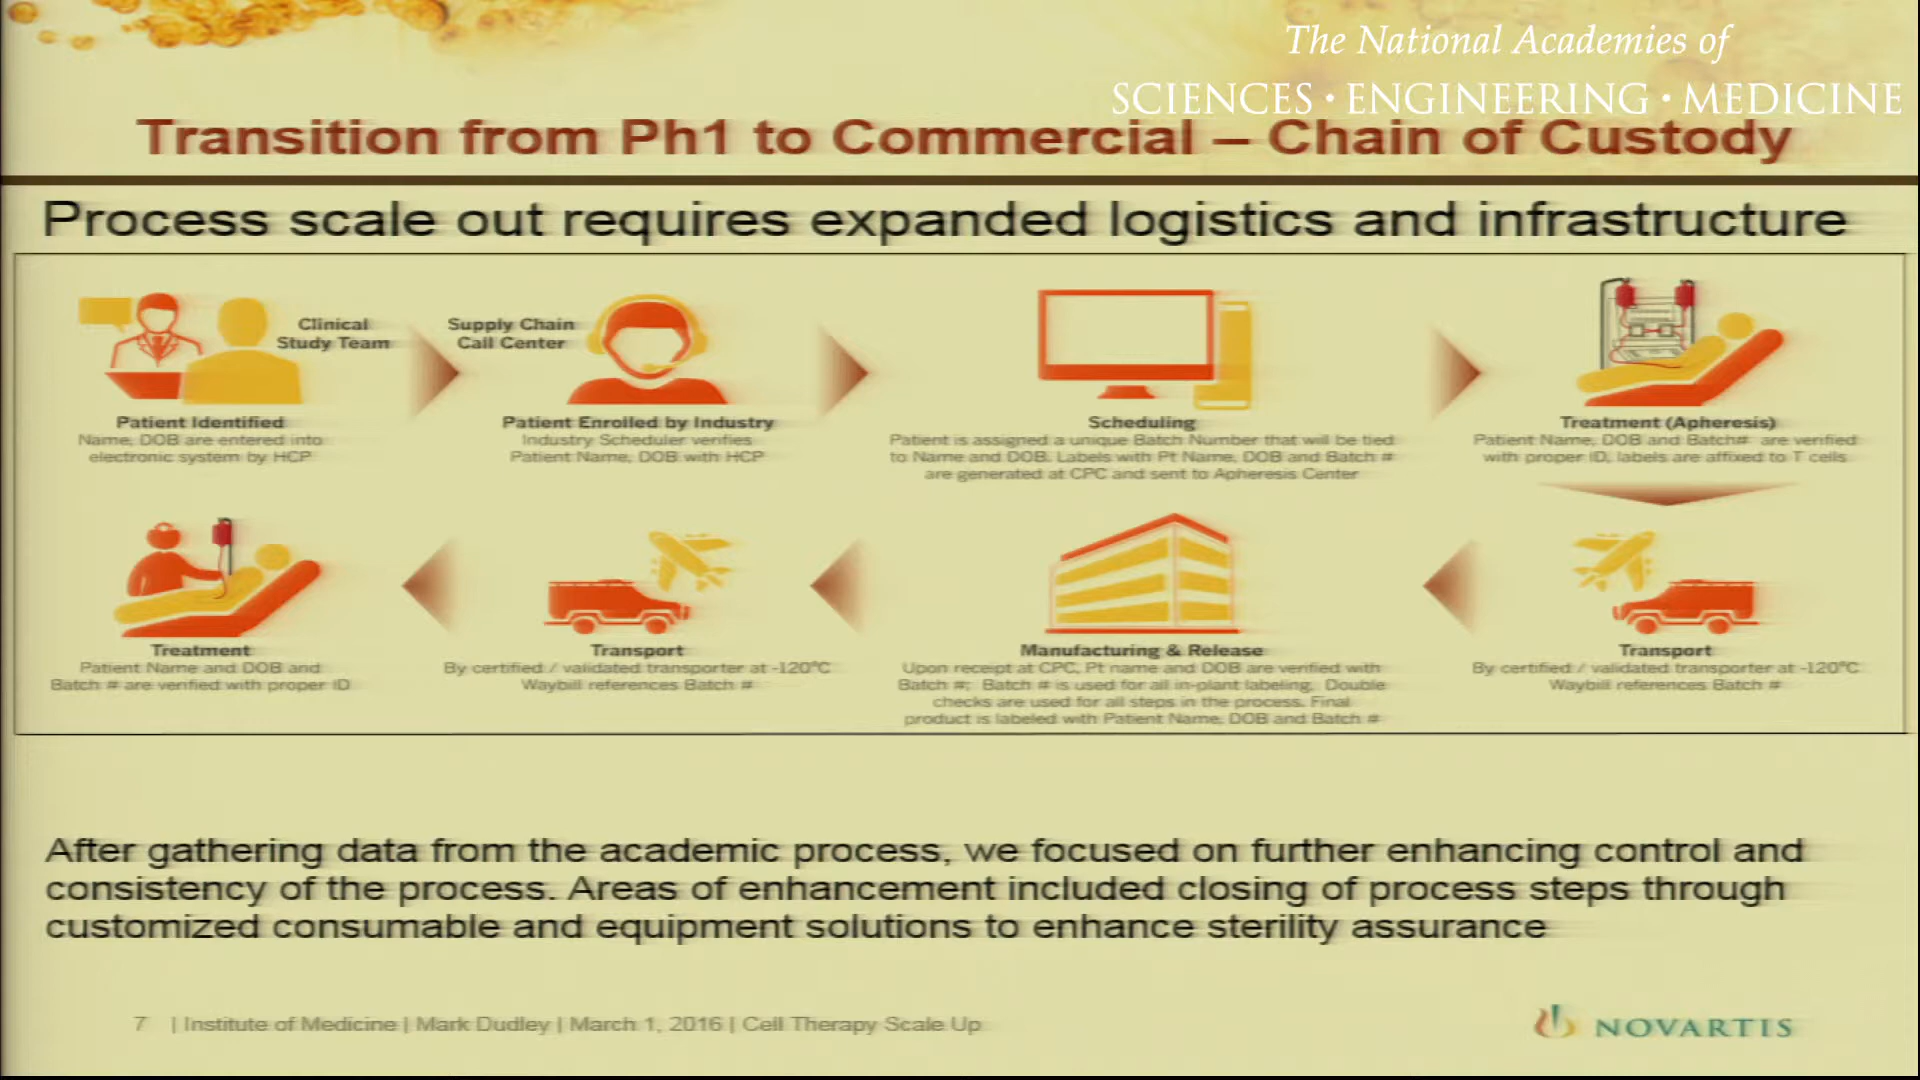 The National Academies of
SCIENCES · ENGINEERING · MEDICINE
Transition from Ph1 to Commercial – Chain of Custody
Process scale out requires expanded logistics and infrastructure
Clinical
Study Team
Patient Identified
Name, DOB are entered into
electronic system by HCP
Supply Chain
Call Center
Patient Enrolled by Industry
Industry Scheduler verifies
Patient Name, DOB with HCP
Scheduling
Patient is assigned a unique Batch Number that will be tied
to Name and DOB. Labels with Pt Name, DOB and Batch #
are generated at CPC and sent to Apheresis Center
Treatment (Apheresis)
Patient Name, DOB and Batch# are verified
with proper ID, labels are affixed to T cells
Transport
By certified / validated transporter at -120°C
Waybill references Batch #
Manufacturing & Release
Upon receipt at CPC, Pt name and DOB are verified with
Batch #; Batch # is used for all in-plant labeling. Double
checks are used for all steps in the process. Final
product is labeled with Patient Name, DOB and Batch #
Transport
By certified / validated transporter at -120°C
Waybill references Batch #
Treatment
Patient Name and DOB and
Batch # are verified with proper ID
After gathering data from the academic process, we focused on further enhancing control and
consistency of the process. Areas of enhancement included closing of process steps through
customized consumable and equipment solutions to enhance sterility assurance
7 | Institute of Medicine | Mark Dudley | March 1, 2016 | Cell Therapy Scale Up
NOVARTIS